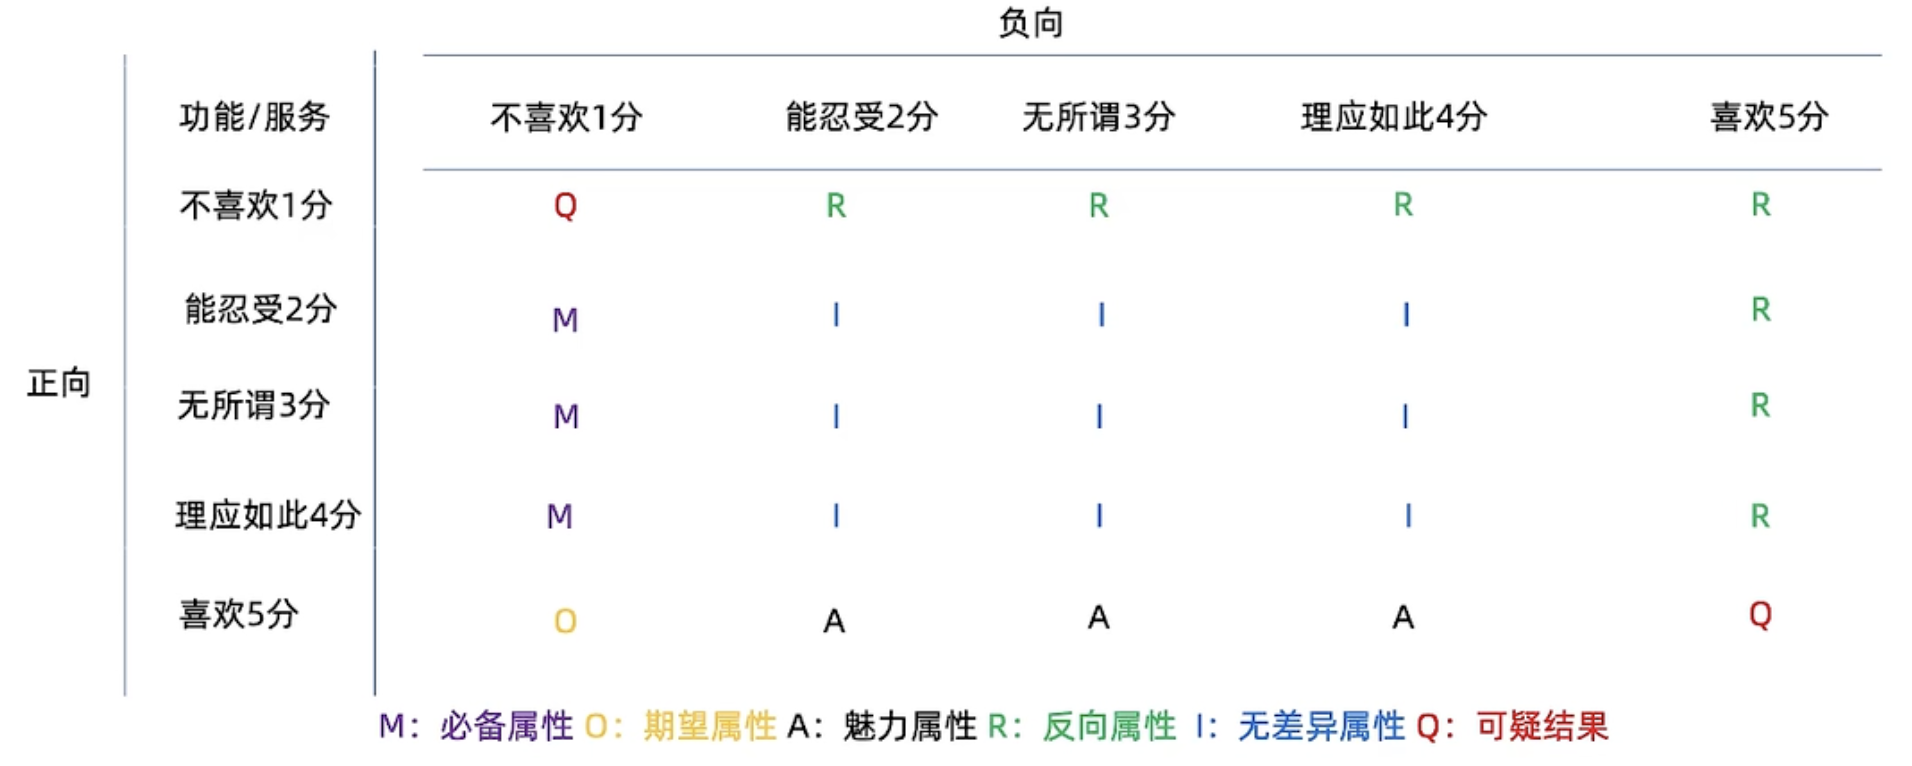 负向
功能/服务 不喜欢1分 能忍受2分 无所谓3分 理应如此4分 喜欢5分
不喜欢1分 Q R R R R
能忍受2分 M I I I R
正向
无所谓3分 M I I I R
理应如此4分 M I I I R
喜欢5分 O A A A Q
M：必备属性 O：期望属性 A：魅力属性 R：反向属性 I：无差异属性 Q：可疑结果